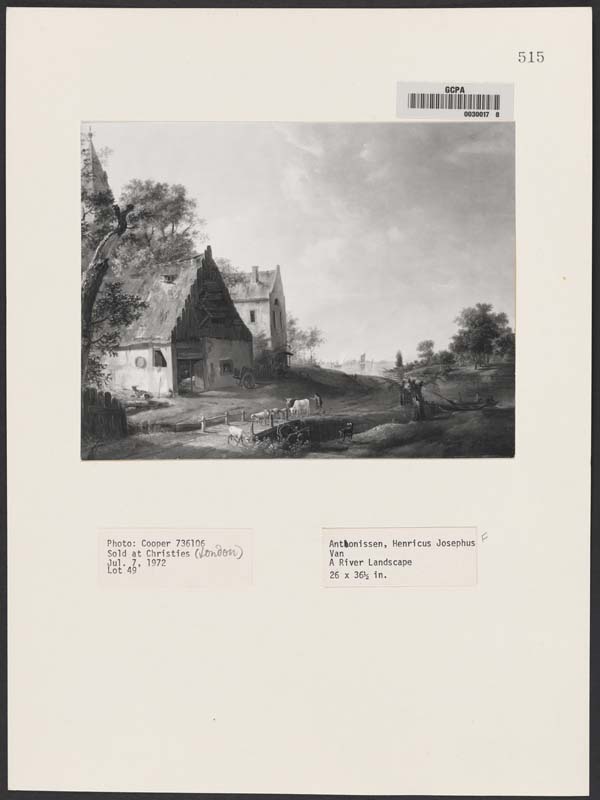 515
GCPA
0030017 8
Photo: Cooper 736106
Sold at Christies (London)
Jul. 7, 1972
Lot 49
Anthonissen, Henricus Josephus F
Van
A River Landscape
26 x 36½ in.